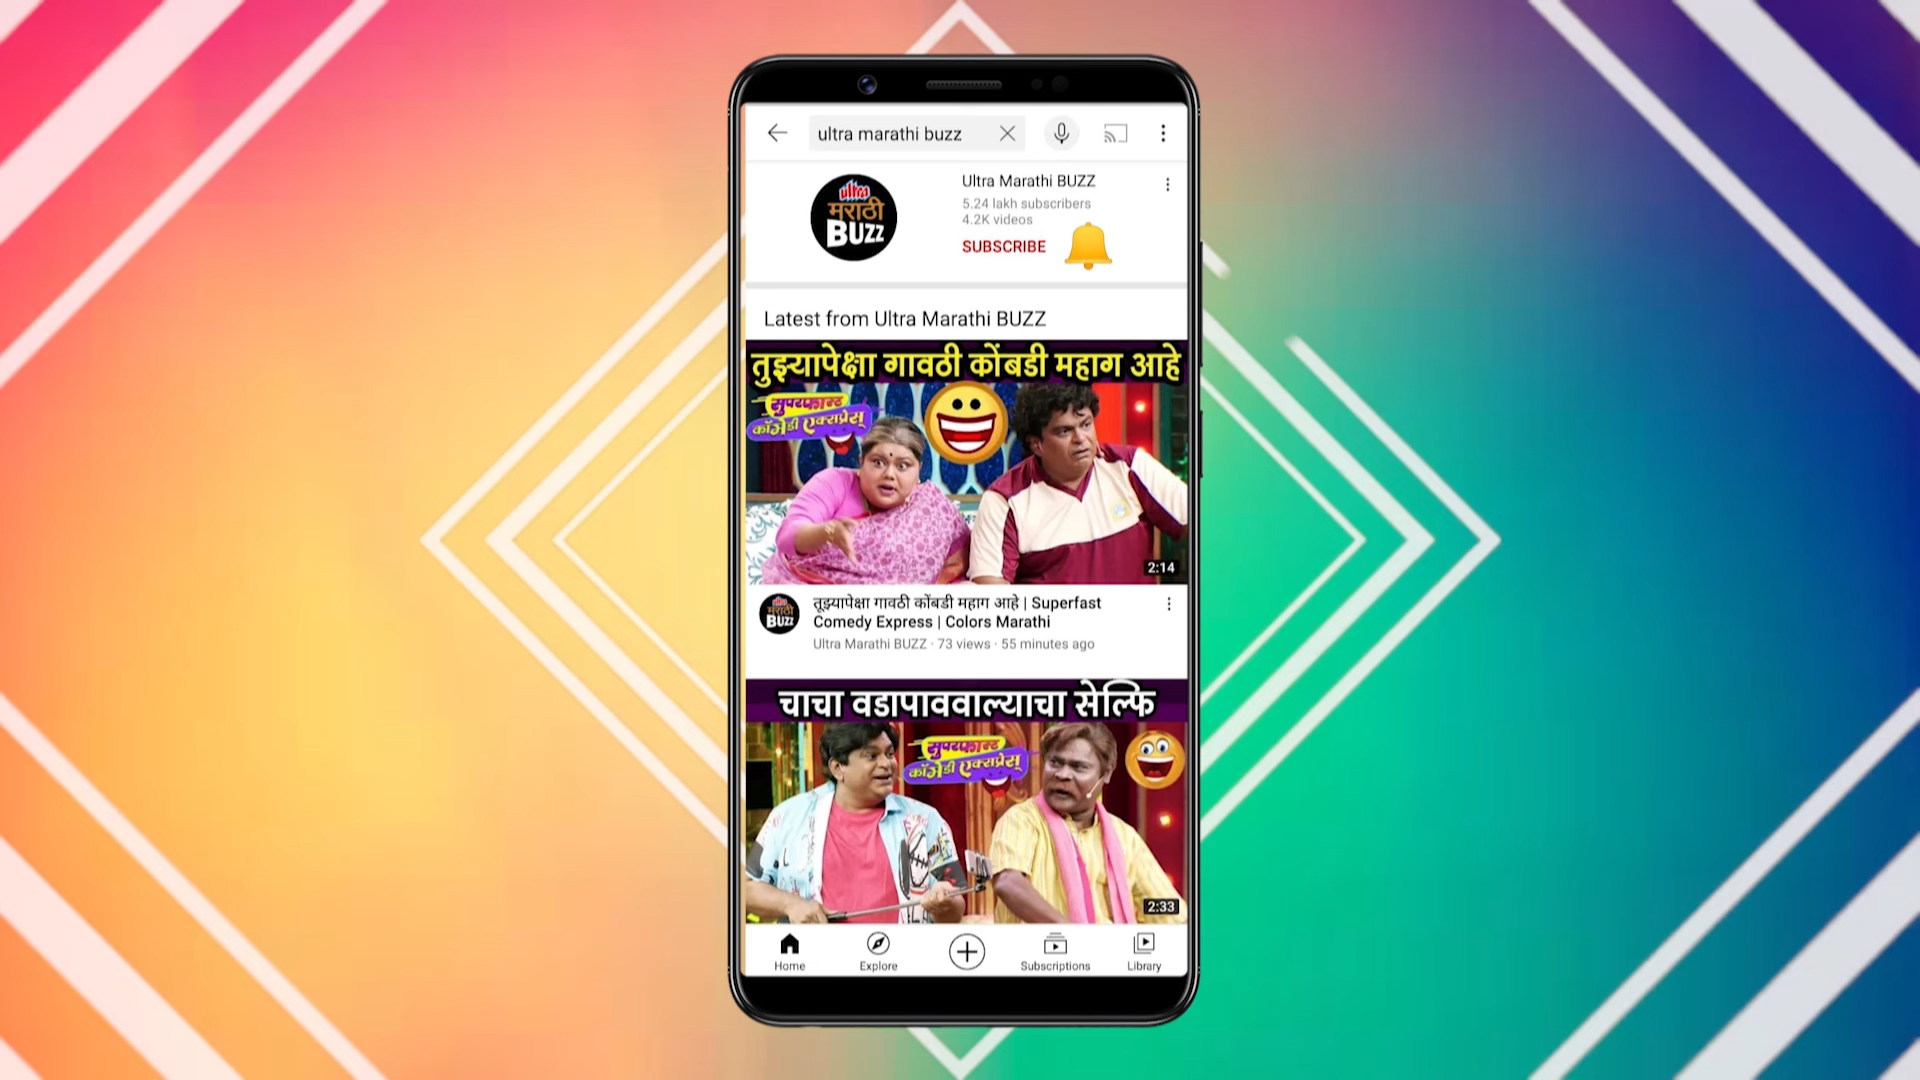 ultra marathi buzz
ultra
मराठी
BUZZ
Ultra Marathi BUZZ
5.24 lakh subscribers
4.2K videos
SUBSCRIBE
Latest from Ultra Marathi BUZZ
तुझ्यापेक्षा गावठी कोंबडी महाग आहे
सुपरफास्ट
कॉमेडी एक्सप्रेस्
2:14
ultra
मराठी
BUZZ
तूझ्यापेक्षा गावठी कोंबडी महाग आहे | Superfast
Comedy Express | Colors Marathi
Ultra Marathi BUZZ · 73 views · 55 minutes ago
चाचा वडापाववाल्याचा सेल्फि
सुपरफास्ट
कॉमेडी एक्सप्रेस्
2:33
Home
Explore
Subscriptions
Library